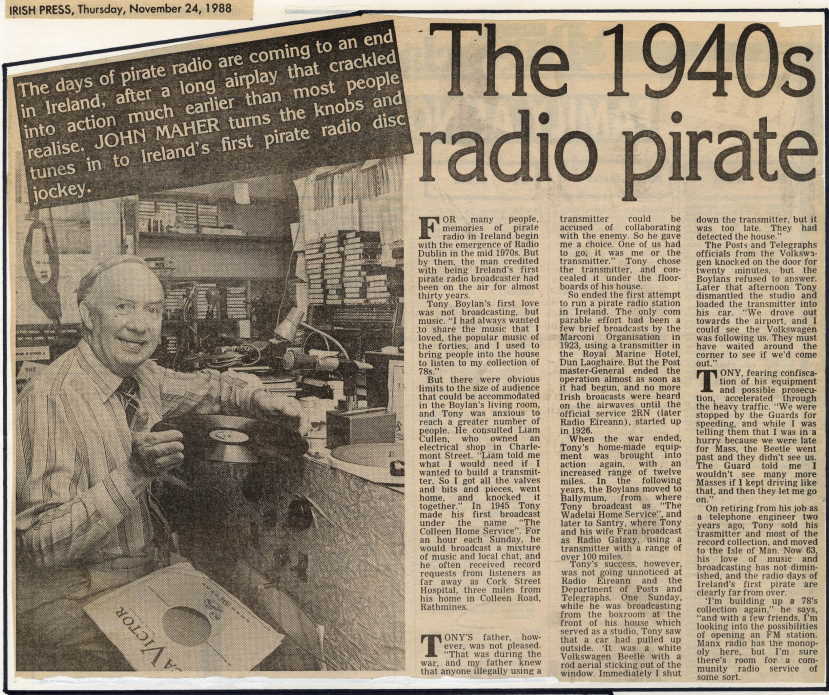 IRISH PRESS, Thursday, November 24, 1988
The days of pirate radio are coming to an end
in Ireland, after a long airplay that crackled
into action much earlier than most people
realise. JOHN MAHER turns the knobs and
tunes in to Ireland's first pirate radio disc
jockey.
The 1940s
radio pirate
FOR many people,
memories of pirate
radio in Ireland begin
with the emergence of Radio
Dublin in the mid 1970s. But
by then, the man credited
with being Ireland's first
pirate radio broadcaster had
been on the air for almost
thirty years.
Tony Boylan's first love
was not broadcasting, but
music. "I had always wanted
to share the music that I
loved, the popular music of
the forties, and I used to
bring people into the house
to listen to my collection of
78s."
But there were obvious
limits to the size of audience
that could be accommodated
in the Boylan's living room,
and Tony was anxious to
reach a greater number of
people. He consulted Liam
Cullen, who owned an
electrical shop in Charle-
mont Street. "Liam told me
what I would need if I
wanted to build a transmit-
ter. So I got all the valves
and bits and pieces, went
home, and knocked it
together." In 1945 Tony
made his first broadcast
under the name "The
Colleen Home Service". For
an hour each Sunday, he
would broadcast a mixture
of music and local chat, and
he often received record
requests from listeners as
far away as Cork Street
Hospital, three miles from
his home in Colleen Road,
Rathmines.
TONY'S father, how-
ever, was not pleased.
"That was during the
war, and my father knew
that anyone illegally using a
transmitter could be
accused of collaborating
with the enemy. So he gave
me a choice. One of us had
to go, it was me or the
transmitter." Tony chose
the transmitter, and con-
cealed it under the floor-
boards of his house.
So ended the first attempt
to run a pirate radio station
in Ireland. The only com
parable effort had been a
few brief broadcasts by the
Marconi Organisation in
1923, using a transmitter in
the Royal Marine Hotel,
Dun Laoghaire. But the Post
master-General ended the
operation almost as soon as
it had begun, and no more
Irish broadcasts were heard
on the airwaves until the
official service 2RN (later
Radio Eireann), started up
in 1926.
When the war ended,
Tony's home-made equip-
ment was brought into
action again, with an
increased range of twelve
miles. In the following
years, the Boylans moved to
Ballymun, from where
Tony broadcast as "The
Wadelai Home Service", and
later to Santry, where Tony
and his wife Fran broadcast
as Radio Galaxy, using a
transmitter with a range of
over 100 miles.
Tony's success, however,
was not going unnoticed at
Radio Eireann and the
Department of Posts and
Telegraphs. One Sunday,
while he was broadcasting
from the boxroom at the
front of his house which
served as a studio, Tony saw
that a car had pulled up
outside. 'It was a white
Volkswagen Beetle with a
rod aerial sticking out of the
window. Immediately I shut
down the transmitter, but it
was too late. They had
detected the house."
The Posts and Telegraphs
officials from the Volkswa-
gen knocked on the door for
twenty minutes, but the
Boylans refused to answer.
Later that afternoon Tony
dismantled the studio and
loaded the transmitter into
his car. "We drove out
towards the airport, and I
could see the Volkswagen
was following us. They must
have waited around the
corner to see if we'd come
out."
TONY, fearing confisca-
tion of his equipment
and possible prosecu-
tion, accelerated through
the heavy traffic. "We were
stopped by the Guards for
speeding, and while I was
telling them that I was in a
hurry because we were late
for Mass, the Beetle went
past and they didn't see us.
The Guard told me I
wouldn't see many more
Masses if I kept driving like
that, and then they let me go
on."
On retiring from his job as
a telephone engineer two
years ago, Tony sold his
trasmitter and most of the
record collection, and moved
to the Isle of Man. Now 63,
his love of music and
broadcasting has not dimin-
ished, and the radio days of
Ireland's first pirate are
clearly far from over.
'I'm building up a 78's
collection again," he says,
"and with a few friends, I'm
looking into the possibilities
of opening an FM station.
Manx radio has the monop-
oly here, but I'm sure
there's room for a com-
munity radio service of
some sort.
A VICTOR